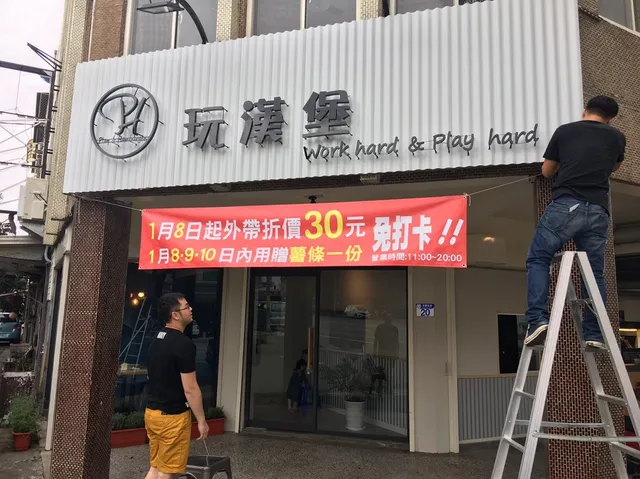 PH
玩漢堡
Work hard & Play hard
1月8日起外帶折價30元
1月8.9.10日內用贈薯條一份
免打卡!!
營業時間:11:00~20:00
20